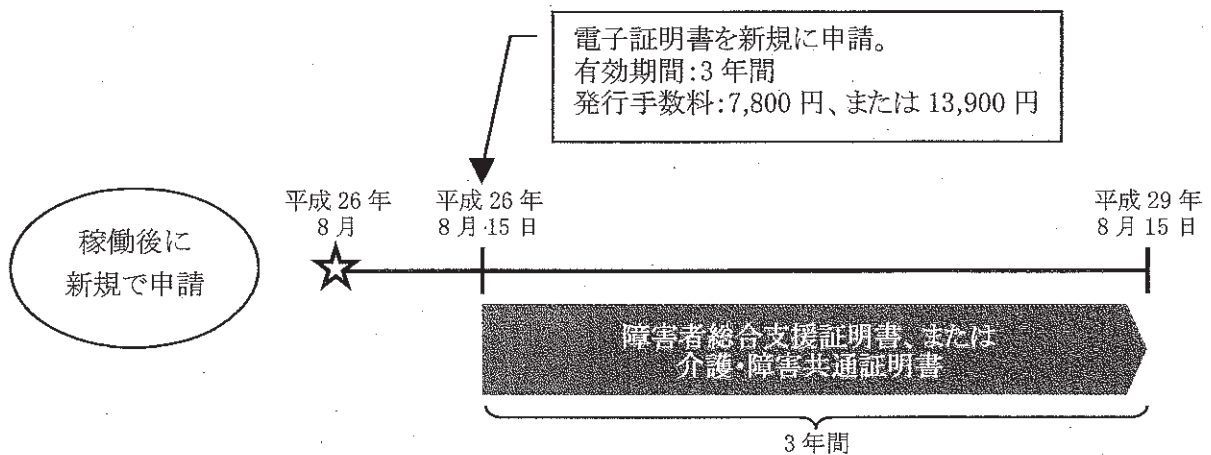 電子証明書を新規に申請。
有効期間:3年間
発行手数料:7,800円、または13,900円
稼働後に
新規で申請
平成26年
8月
平成26年
8月15日
平成29年
8月15日
障害者総合支援証明書、または
介護・障害共通証明書
3年間